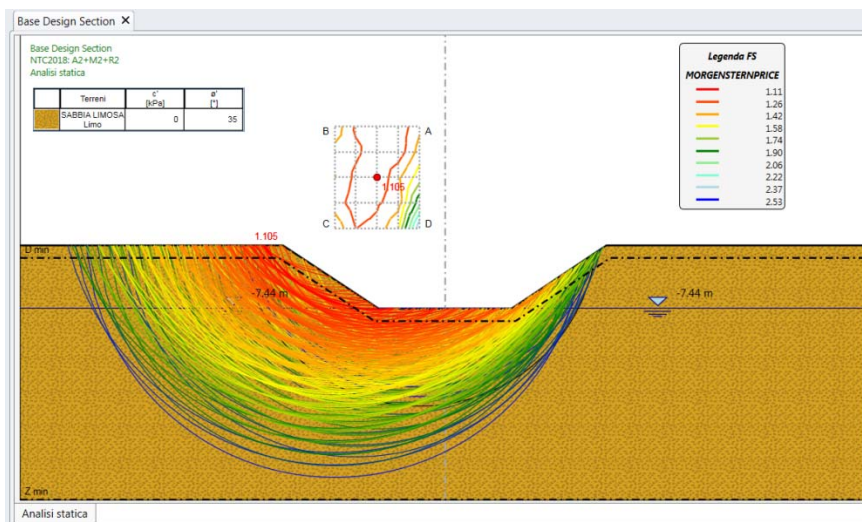 Base Design Section
Base Design Section
NTC2018: A2+M2+R2
Analisi statica
Terreni c' [kPa] ø' [°]
SABBIA LIMOSA
Limo 0 35
Legenda FS
MORGENSTERNPRICE
1.11
1.26
1.42
1.58
1.74
1.90
2.06
2.22
2.37
2.53
B A
1.105
C D
1.105
D min
-7.44 m -7.44 m
Z min
Analisi statica